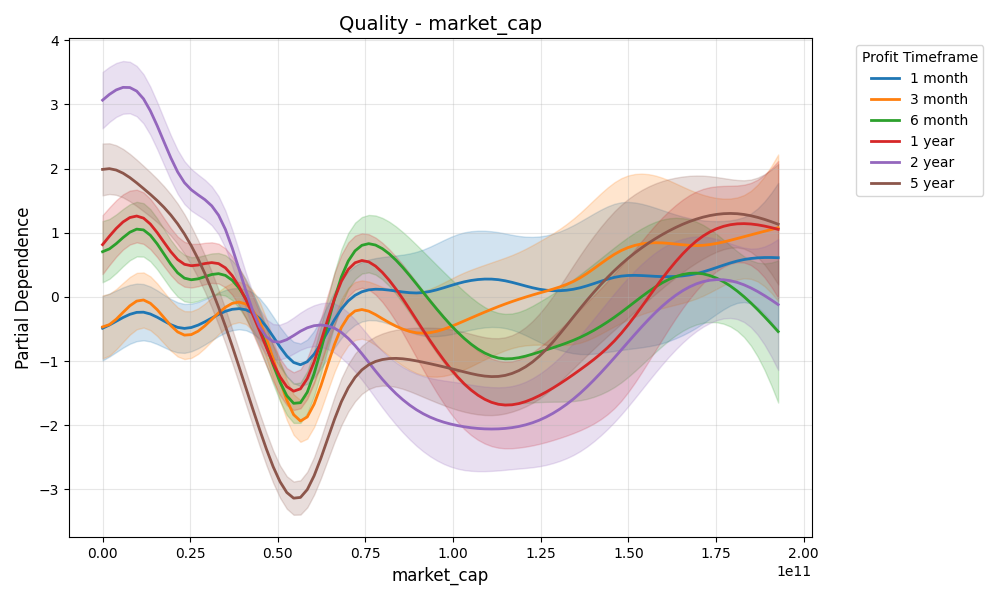 Quality - market_cap
Partial Dependence
4
3
2
1
0
−1
−2
−3
0.00 0.25 0.50 0.75 1.00 1.25 1.50 1.75 2.00
1e11
market_cap
Profit Timeframe
1 month
3 month
6 month
1 year
2 year
5 year